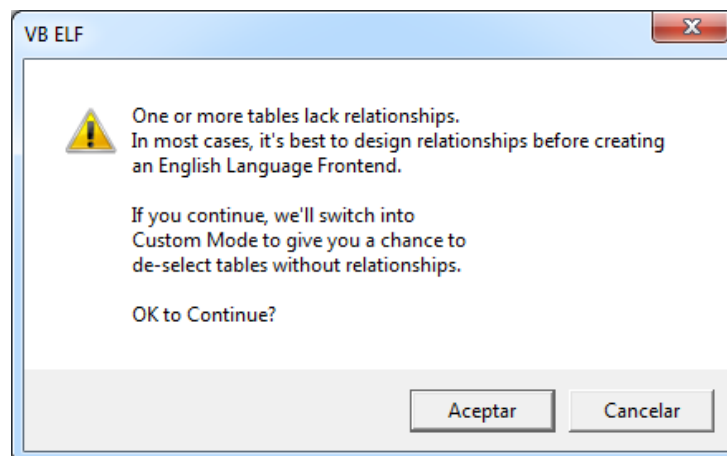 VB ELF
One or more tables lack relationships.
In most cases, it's best to design relationships before creating
an English Language Frontend.
If you continue, we'll switch into
Custom Mode to give you a chance to
de-select tables without relationships.
OK to Continue?
Aceptar
Cancelar